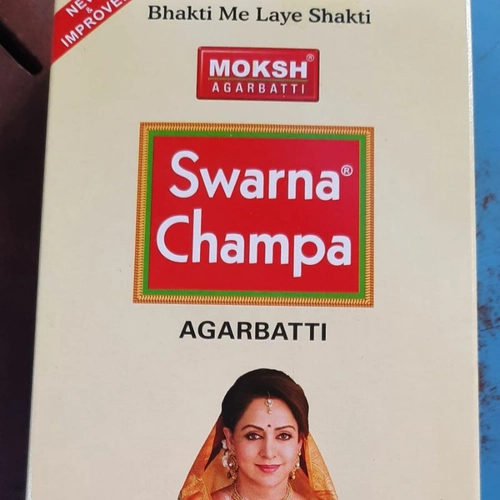 NEW
&
IMPROVED
Bhakti Me Laye Shakti
MOKSH®
AGARBATTI
Swarna®
Champa
AGARBATTI